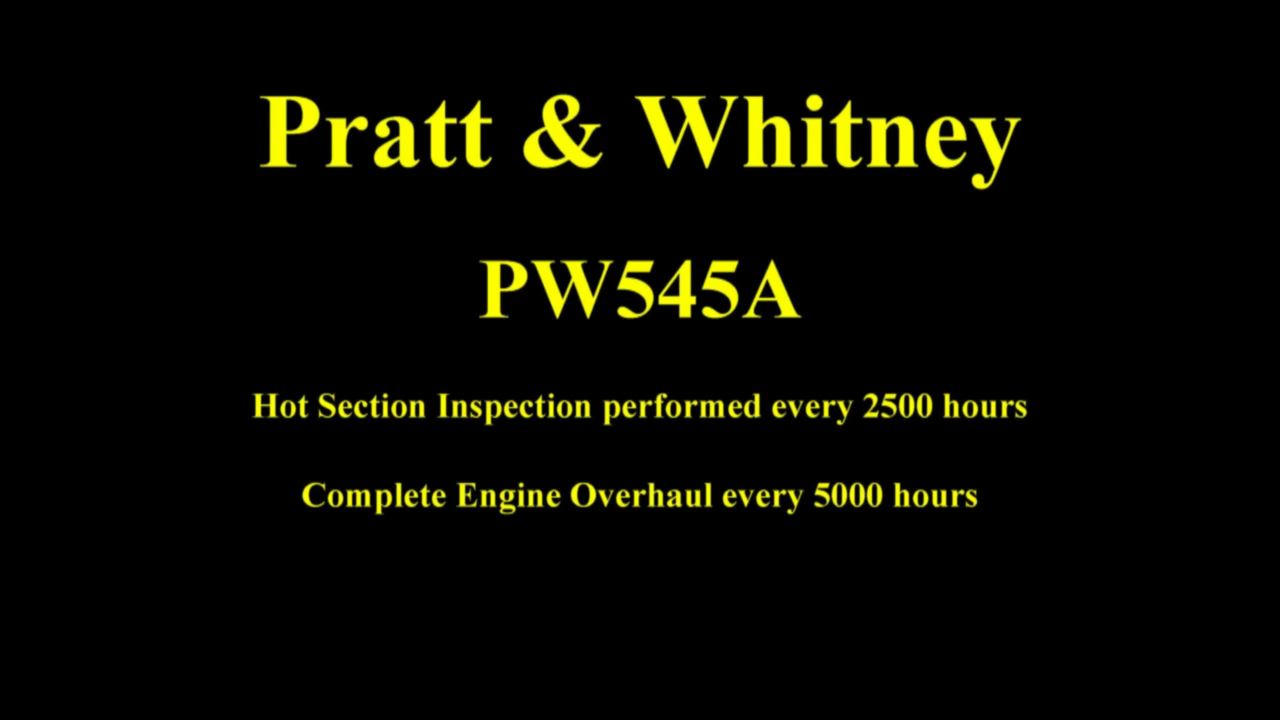 Pratt & Whitney
PW545A
Hot Section Inspection performed every 2500 hours
Complete Engine Overhaul every 5000 hours